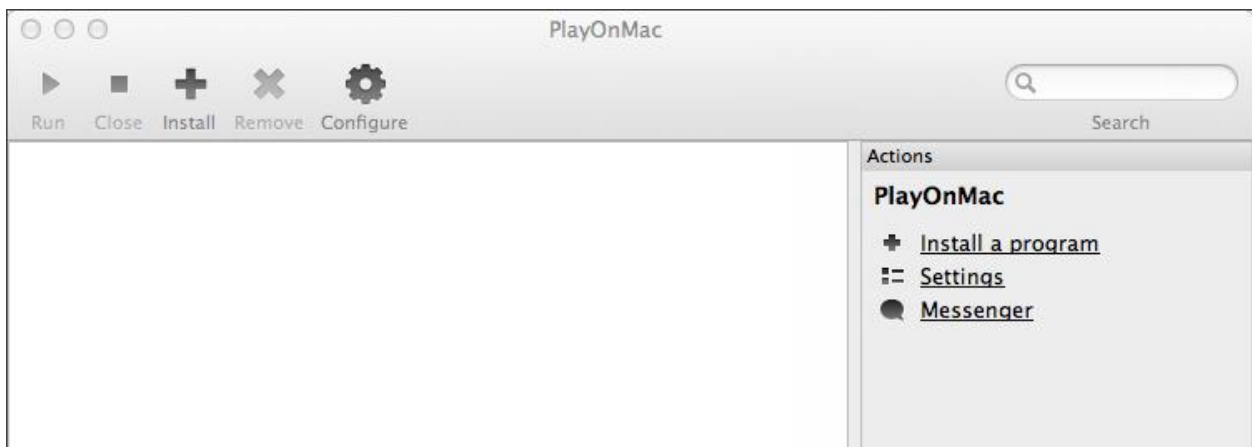 PlayOnMac
Run Close Install Remove Configure
Search
Actions
PlayOnMac
Install a program
Settings
Messenger